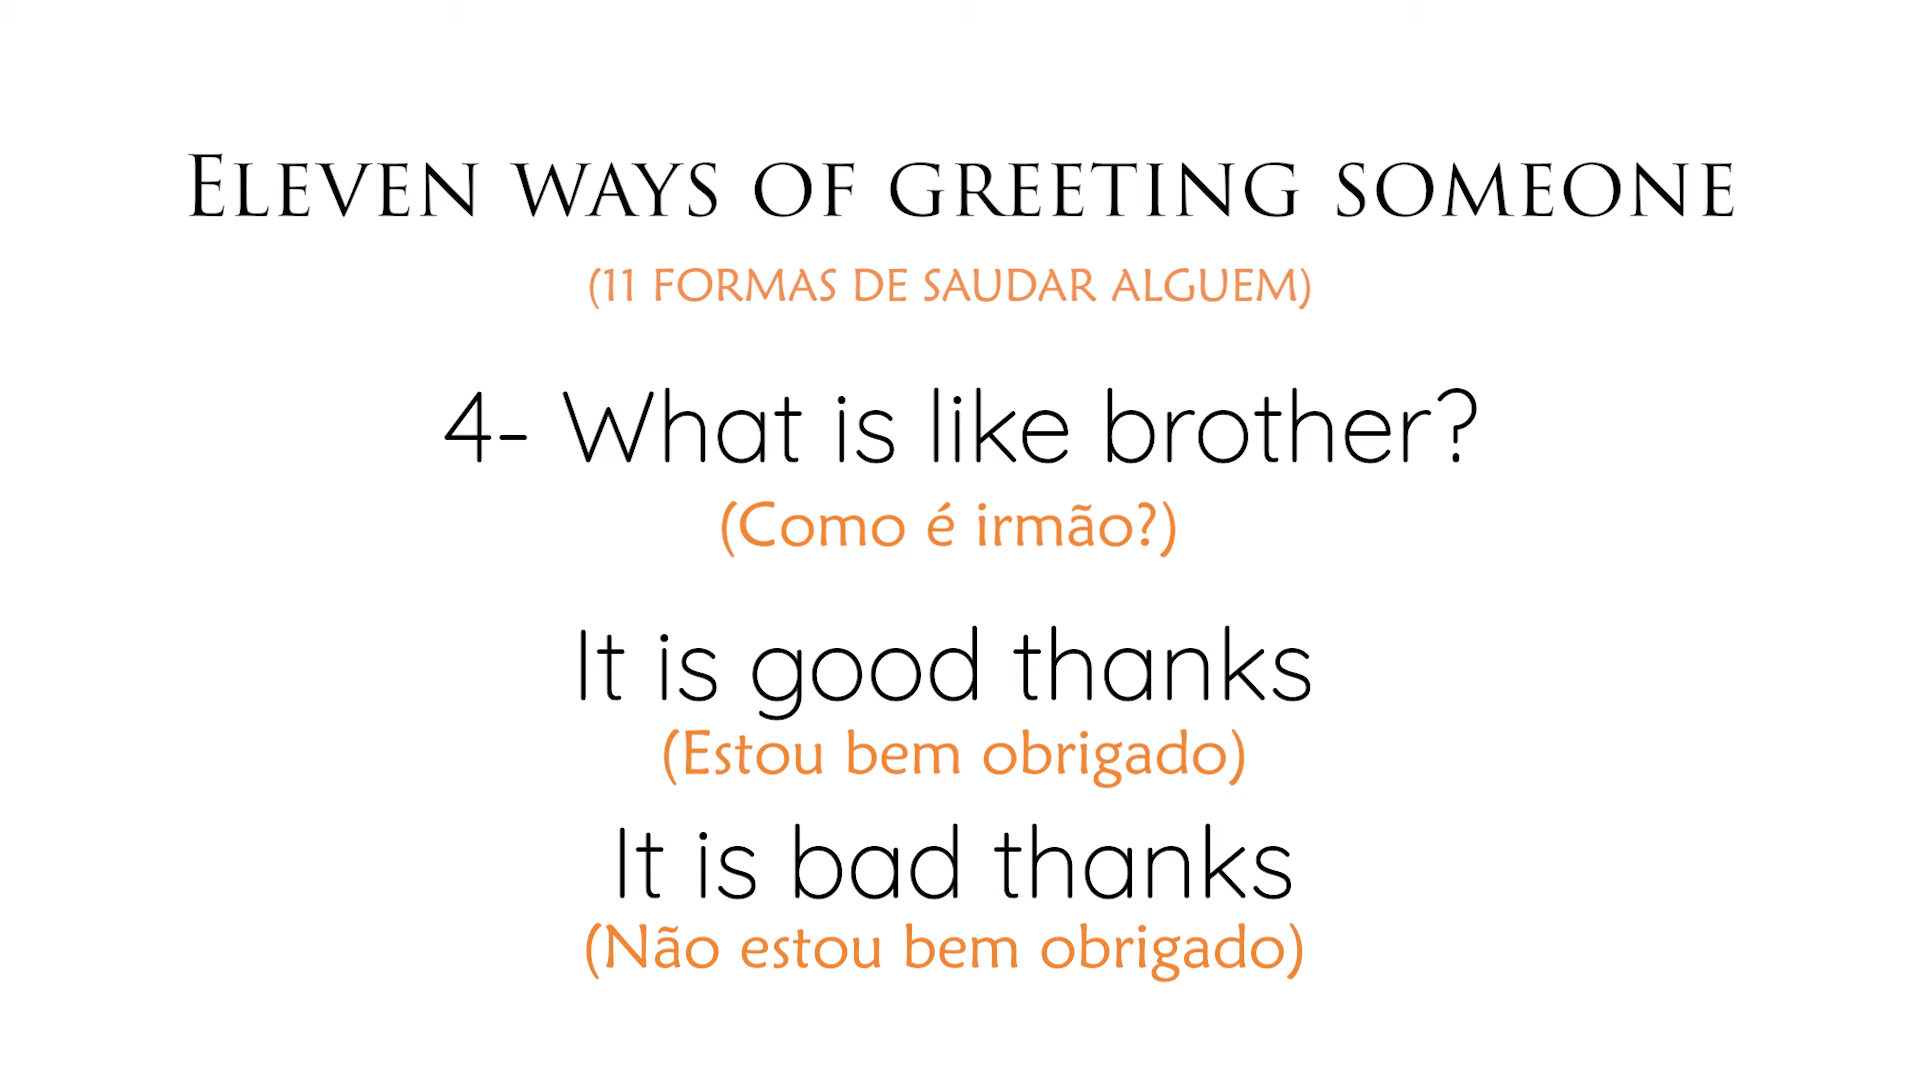 ELEVEN WAYS OF GREETING SOMEONE
(11 FORMAS DE SAUDAR ALGUEM)
4- What is like brother?
(Como é irmão?)
It is good thanks
(Estou bem obrigado)
It is bad thanks
(Não estou bem obrigado)